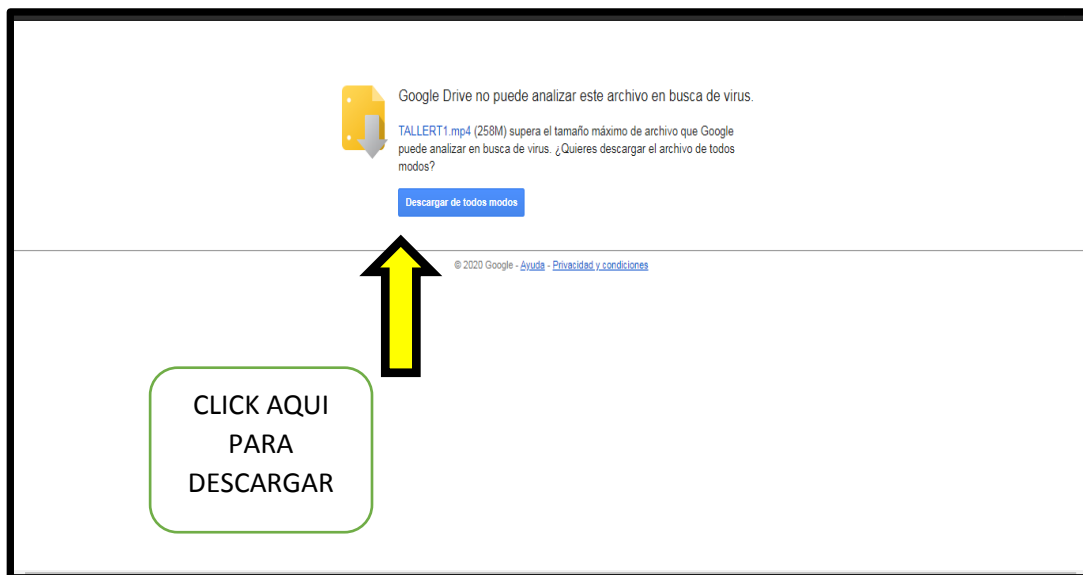 Google Drive no puede analizar este archivo en busca de virus.
TALLERT1.mp4 (258M) supera el tamaño máximo de archivo que Google
puede analizar en busca de virus. ¿Quieres descargar el archivo de todos
modos?
Descargar de todos modos
© 2020 Google - Ayuda - Privacidad y condiciones
CLICK AQUI
PARA
DESCARGAR